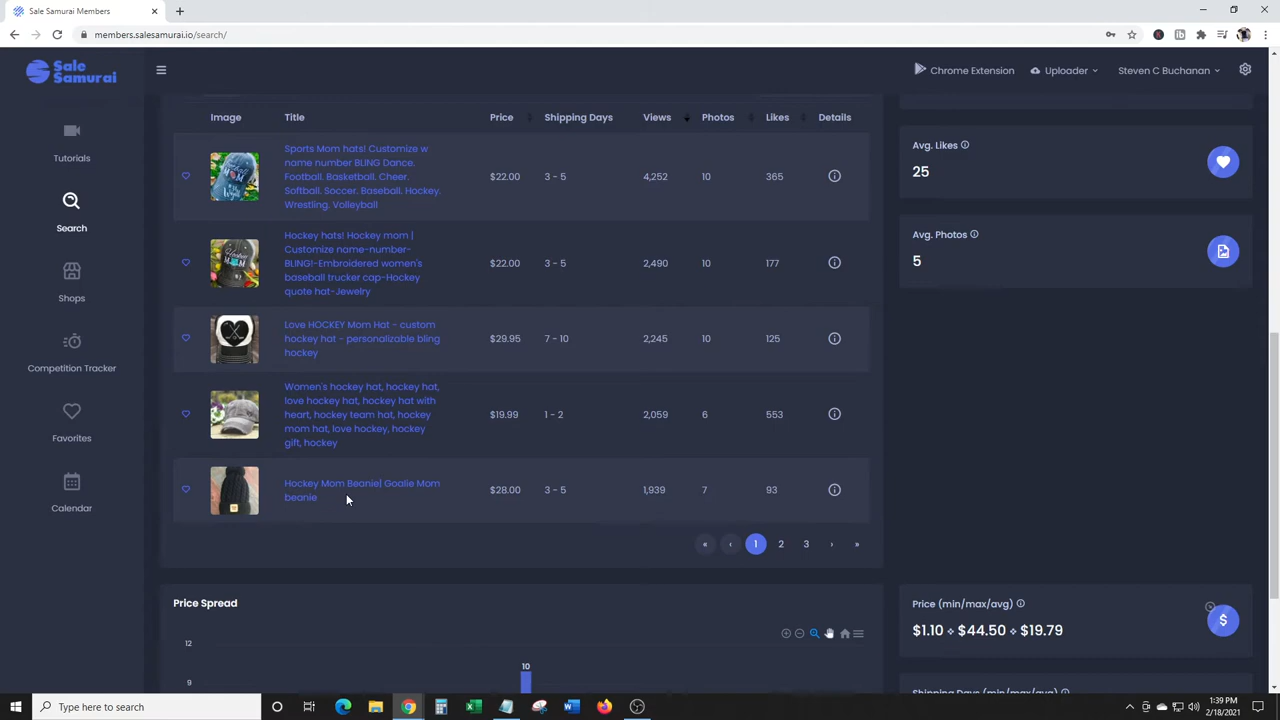 Sale Samurai Members
members.salesamurai.io/search/
Sale
Samurai
Chrome Extension
Uploader
Steven C Buchanan
Tutorials
Search
Shops
Competition Tracker
Favorites
Calendar
Image Title Price Shipping Days Views Photos Likes Details
Sports Mom hats! Customize w
name number BLING Dance.
Football. Basketball. Cheer.
Softball. Soccer. Baseball. Hockey.
Wrestling. Volleyball
$22.00 3 - 5 4,252 10 365
Hockey hats! Hockey mom |
Customize name-number-
BLING!-Embroidered women's
baseball trucker cap-Hockey
quote hat-Jewelry
$22.00 3 - 5 2,490 10 177
Love HOCKEY Mom Hat - custom
hockey hat - personalizable bling
hockey
$29.95 7 - 10 2,245 10 125
Women's hockey hat, hockey hat,
love hockey hat, hockey hat with
heart, hockey team hat, hockey
mom hat, love hockey, hockey
gift, hockey
$19.99 1 - 2 2,059 6 553
Hockey Mom Beanie| Goalie Mom
beanie
$28.00 3 - 5 1,939 7 93
« ‹ 1 2 3 › »
Avg. Likes
25
Avg. Photos
5
Price Spread
12
10
9
Price (min/max/avg)
$1.10 ⟡ $44.50 ⟡ $19.79
Shipping Days (min/max/avg)
Type here to search
1:39 PM
2/18/2021